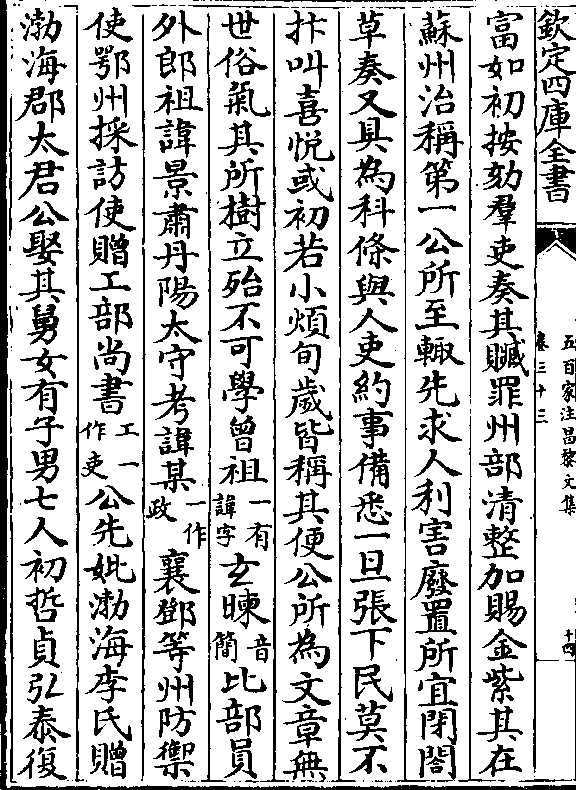 欽定四庫全書
五百家注昌黎文集
卷三十三
十四
富如初按劾羣吏奏其贓罪州部清整加賜金紫其在
蘇州治稱第一公所至輒先求人利害廢置所宜閉閤
草奏又具為科條與人吏約事備悉一旦張下民莫不
抃叫喜悦或初若小煩旬嵗皆稱其便公所為文章無
世俗氣其所樹立殆不可學曾祖一有諱字玄暕音簡比部員
外郎祖諱景肅丹陽太守考諱某一作政襄鄧等州防禦
使鄂州採訪使贈工部尚書工一作吏公先妣渤海李氏贈
渤海郡太君公娶其舅女有子男七人初哲貞弘泰復